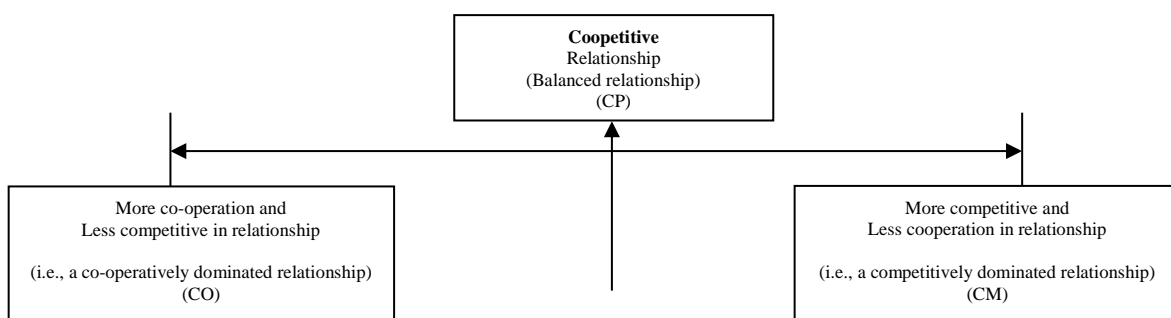 Coopetitive
Relationship
(Balanced relationship)
(CP)
More co-operation and
Less competitive in relationship
(i.e., a co-operatively dominated relationship)
(CO)
More competitive and
Less cooperation in relationship
(i.e., a competitively dominated relationship)
(CM)